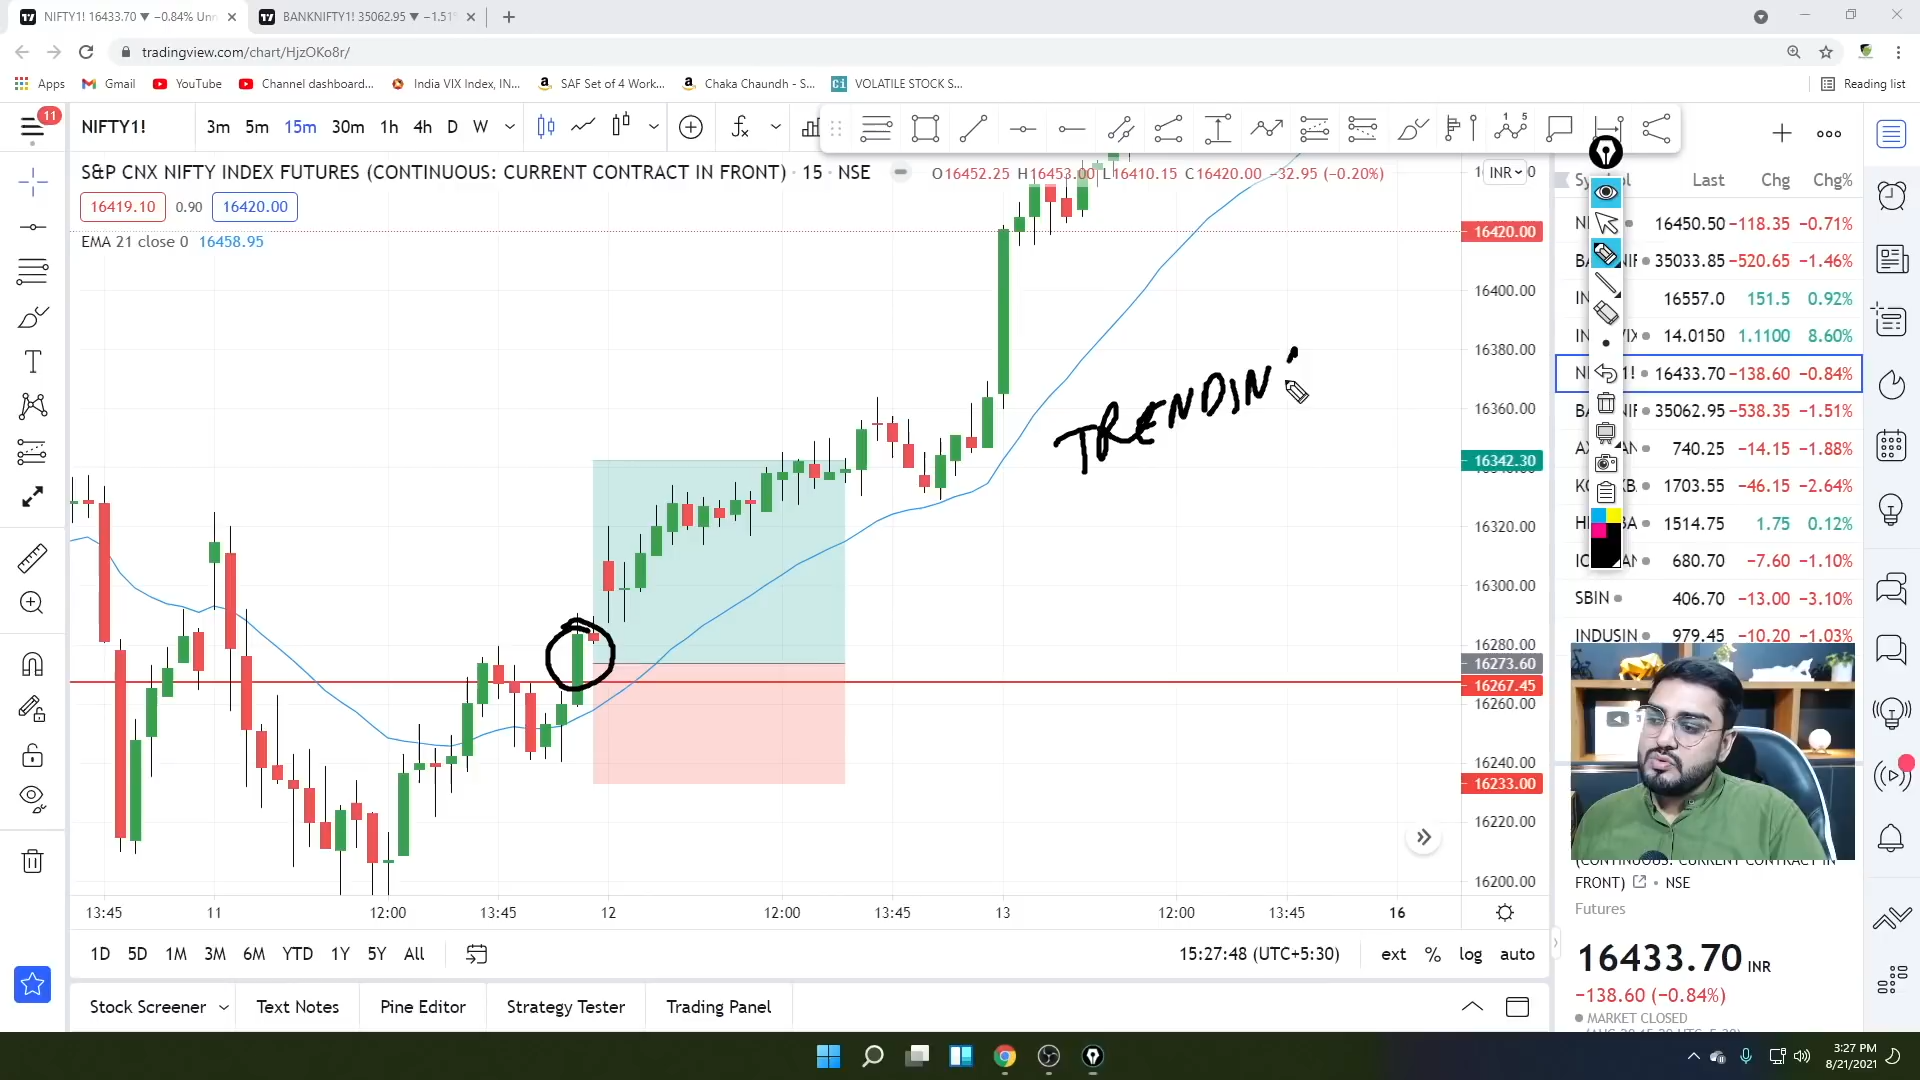 NIFTY1! 16433.70 ▼ −0.84% Unn
BANKNIFTY1! 35062.95 ▼ −1.51%
tradingview.com/chart/HjzOKo8r/
Apps Gmail YouTube Channel dashboard... India VIX Index, IN... SAF Set of 4 Work... Chaka Chaundh - S... VOLATILE STOCK S... Reading list
11
NIFTY1! 3m 5m 15m 30m 1h 4h D W
S&P CNX NIFTY INDEX FUTURES (CONTINUOUS: CURRENT CONTRACT IN FRONT) · 15 · NSE O16452.25 H16453.00 L16410.15 C16420.00 −32.95 (−0.20%) INR
16419.10 0.90 16420.00
EMA 21 close 0 16458.95
16420.00
16400.00
16380.00
16360.00
16342.30
16320.00
16300.00
16280.00
16273.60
16267.45
16260.00
16240.00
16233.00
16220.00
16200.00
TRENDIN
13:45 11 12:00 13:45 12 12:00 13:45 13 12:00 13:45 16
1D 5D 1M 3M 6M YTD 1Y 5Y All 15:27:48 (UTC+5:30) ext % log auto
Stock Screener Text Notes Pine Editor Strategy Tester Trading Panel
Last Chg Chg%
16450.50 −118.35 −0.71%
35033.85 −520.65 −1.46%
16557.0 151.5 0.92%
14.0150 1.1100 8.60%
16433.70 −138.60 −0.84%
35062.95 −538.35 −1.51%
740.25 −14.15 −1.88%
1703.55 −46.15 −2.64%
1514.75 1.75 0.12%
680.70 −7.60 −1.10%
SBIN 406.70 −13.00 −3.10%
INDUSIN 979.45 −10.20 −1.03%
(CONTINUOUS: CURRENT CONTRACT IN
FRONT) • NSE
Futures
16433.70 INR
−138.60 (−0.84%)
MARKET CLOSED
3:27 PM
8/21/2021